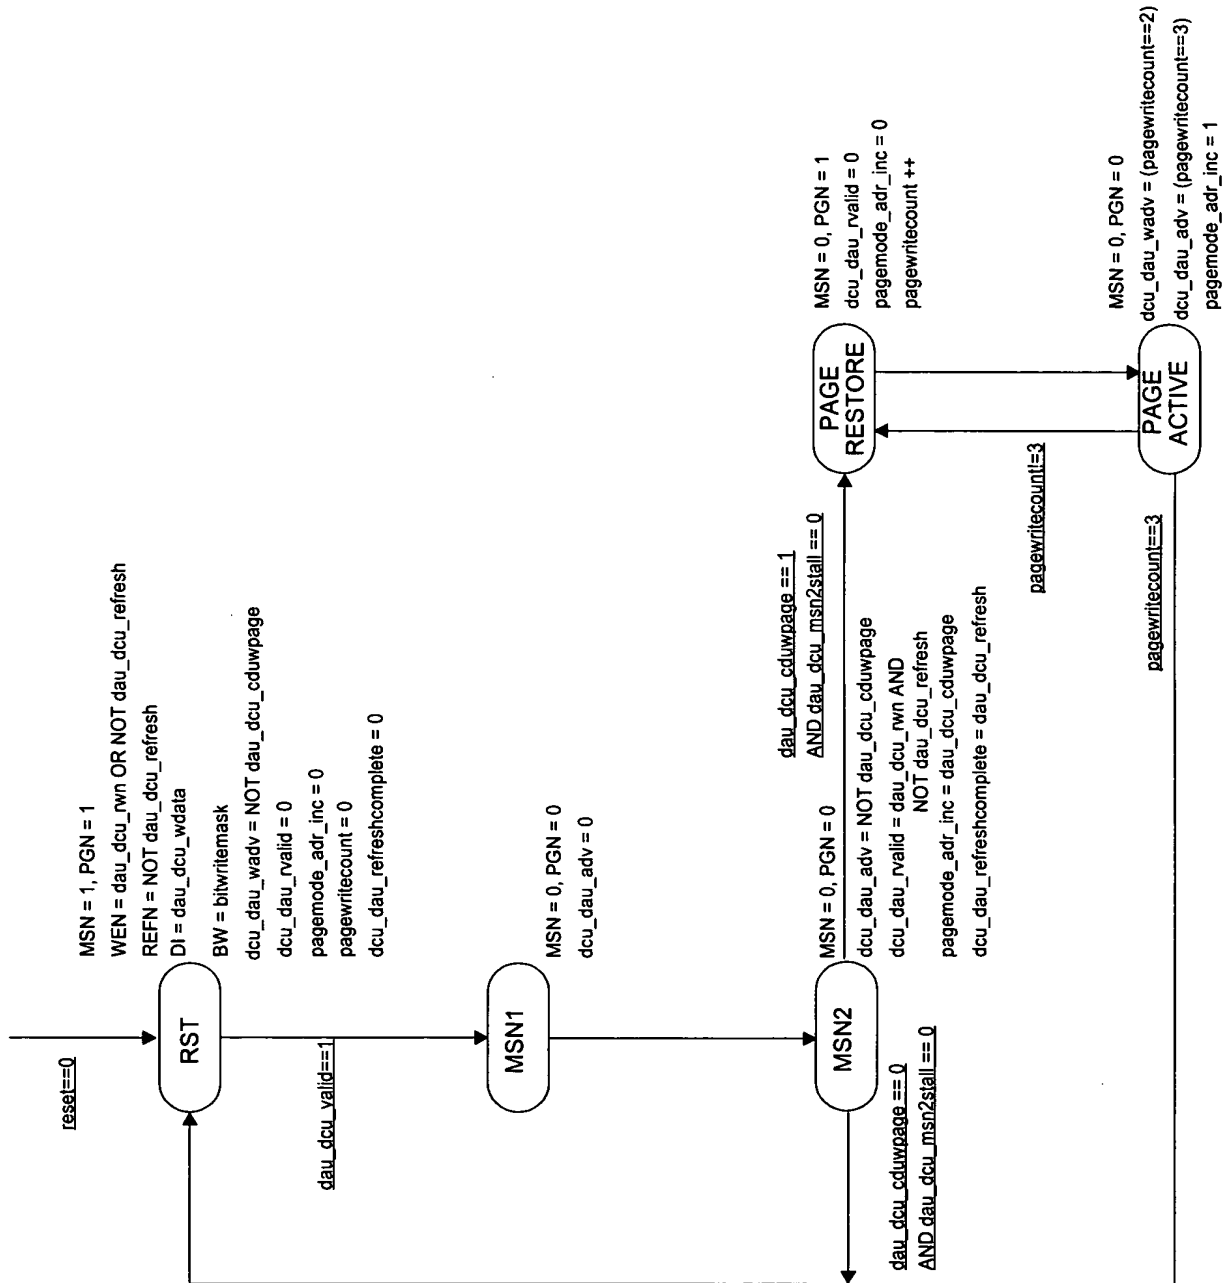 reset==0
RST
MSN = 1, PGN = 1
WEN = dau_dcu_rwn OR NOT dau_dcu_refresh
REFN = NOT dau_dcu_refresh
DI = dau_dcu_wdata
BW = bitwritemask
dcu_dau_wadv = NOT dau_dcu_cduwpage
dcu_dau_rvalid = 0
pagemode_adr_inc = 0
pagewritecount = 0
dcu_dau_refreshcomplete = 0
dau_dcu_valid==1
MSN1
MSN = 0, PGN = 0
dcu_dau_adv = 0
MSN2
MSN = 0, PGN = 0
dcu_dau_adv = NOT dau_dcu_cduwpage
dcu_dau_rvalid = dau_dcu_rwn AND
NOT dau_dcu_refresh
pagemode_adr_inc = dau_dcu_cduwpage
dcu_dau_refreshcomplete = dau_dcu_refresh
dau_dcu_cduwpage == 0
AND dau_dcu_msn2stall == 0
dau_dcu_cduwpage == 1
AND dau_dcu_msn2stall == 0
PAGE
RESTORE
MSN = 0, PGN = 1
dcu_dau_rvalid = 0
pagemode_adr_inc = 0
pagewritecount ++
pagewritecount!=3
pagewritecount==3
PAGE
ACTIVE
MSN = 0, PGN = 0
dcu_dau_wadv = (pagewritecount==2)
dcu_dau_adv = (pagewritecount==3)
pagemode_adr_inc = 1